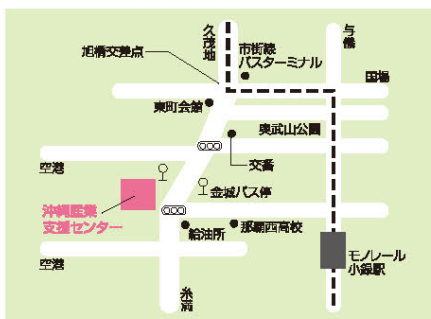 久茂地
与儀
旭橋交差点
市街線
バスターミナル
国場
東町会館
奥武山公園
空港
交番
金城バス停
沖縄産業
支援センター
給油所
那覇西高校
モノレール
小録駅
空港
糸満